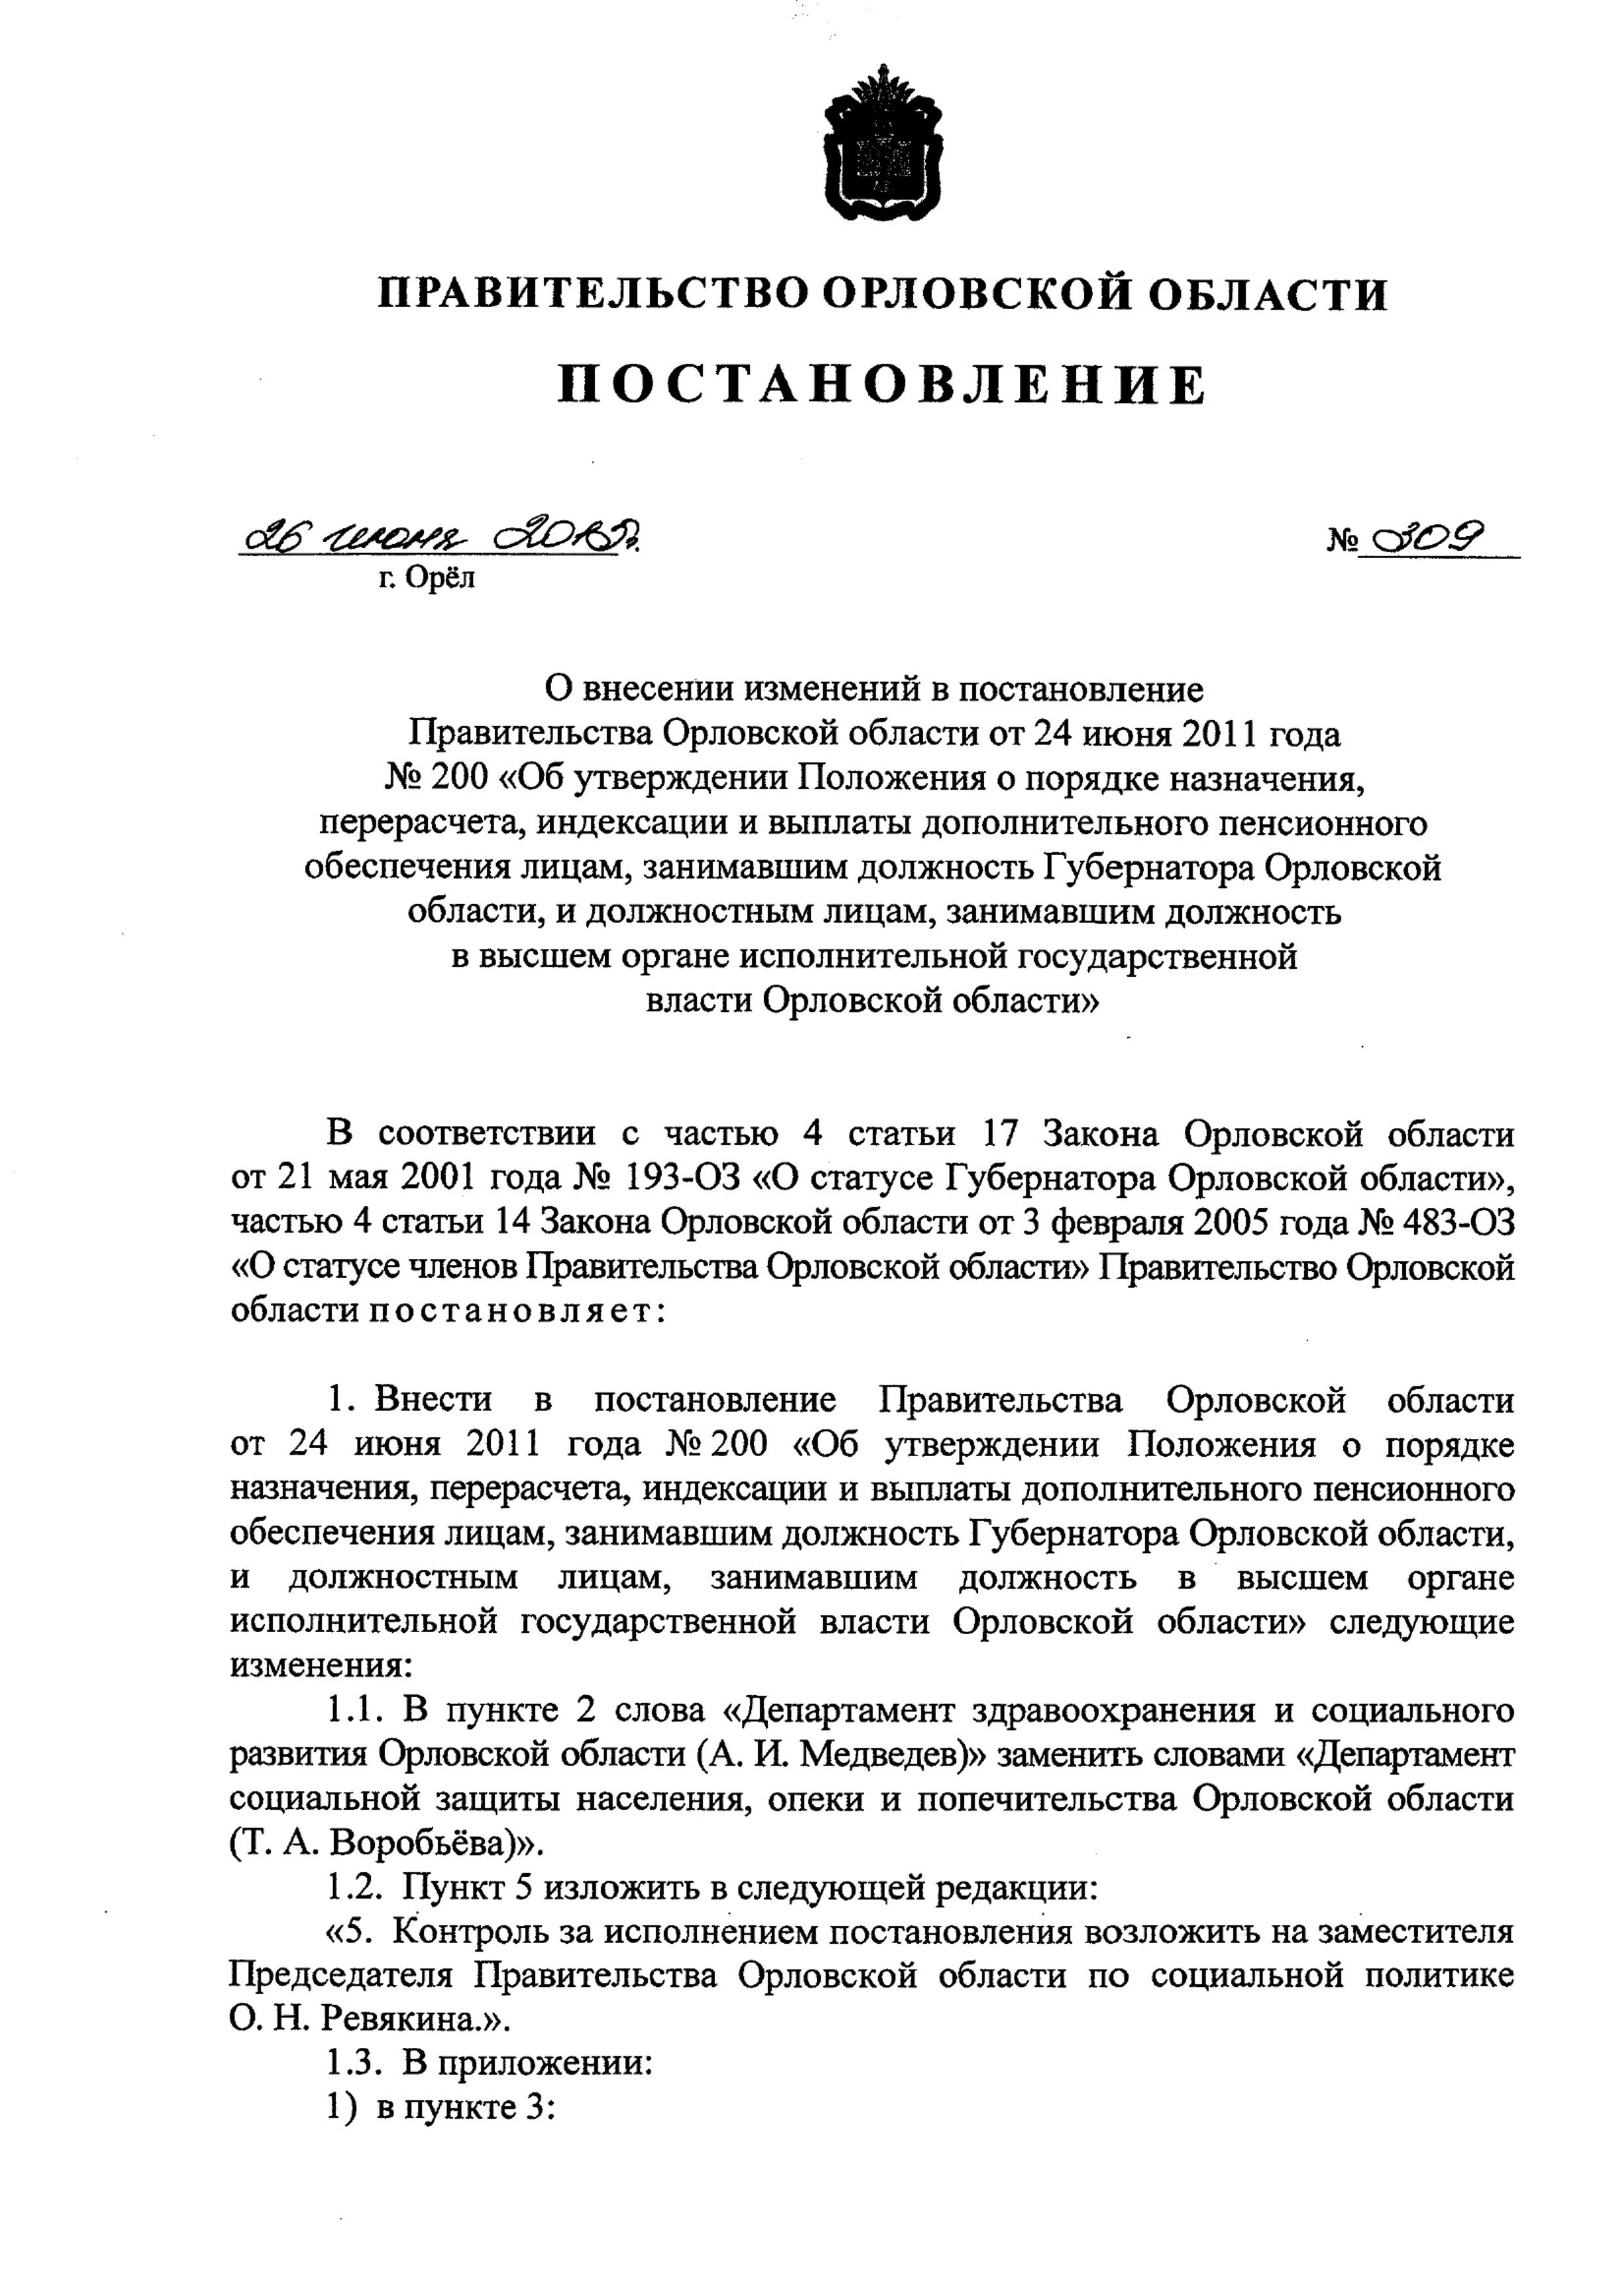 ПРАВИТЕЛЬСТВО ОРЛОВСКОЙ ОБЛАСТИ
ПОСТАНОВЛЕНИЕ
26 июня 2015г.
№ 309
г. Орёл
О внесении изменений в постановление
Правительства Орловской области от 24 июня 2011 года
№ 200 «Об утверждении Положения о порядке назначения,
перерасчета, индексации и выплаты дополнительного пенсионного
обеспечения лицам, занимавшим должность Губернатора Орловской
области, и должностным лицам, занимавшим должность
в высшем органе исполнительной государственной
власти Орловской области»
В соответствии с частью 4 статьи 17 Закона Орловской области
от 21 мая 2001 года № 193-ОЗ «О статусе Губернатора Орловской области»,
частью 4 статьи 14 Закона Орловской области от 3 февраля 2005 года № 483-ОЗ
«О статусе членов Правительства Орловской области» Правительство Орловской
области постановляет:
1. Внести в постановление Правительства Орловской области
от 24 июня 2011 года № 200 «Об утверждении Положения о порядке
назначения, перерасчета, индексации и выплаты дополнительного пенсионного
обеспечения лицам, занимавшим должность Губернатора Орловской области,
и должностным лицам, занимавшим должность в высшем органе
исполнительной государственной власти Орловской области» следующие
изменения:
1.1. В пункте 2 слова «Департамент здравоохранения и социального
развития Орловской области (А. И. Медведев)» заменить словами «Департамент
социальной защиты населения, опеки и попечительства Орловской области
(Т. А. Воробьёва)».
1.2. Пункт 5 изложить в следующей редакции:
«5. Контроль за исполнением постановления возложить на заместителя
Председателя Правительства Орловской области по социальной политике
О. Н. Ревякина.».
1.3. В приложении:
1) в пункте 3: